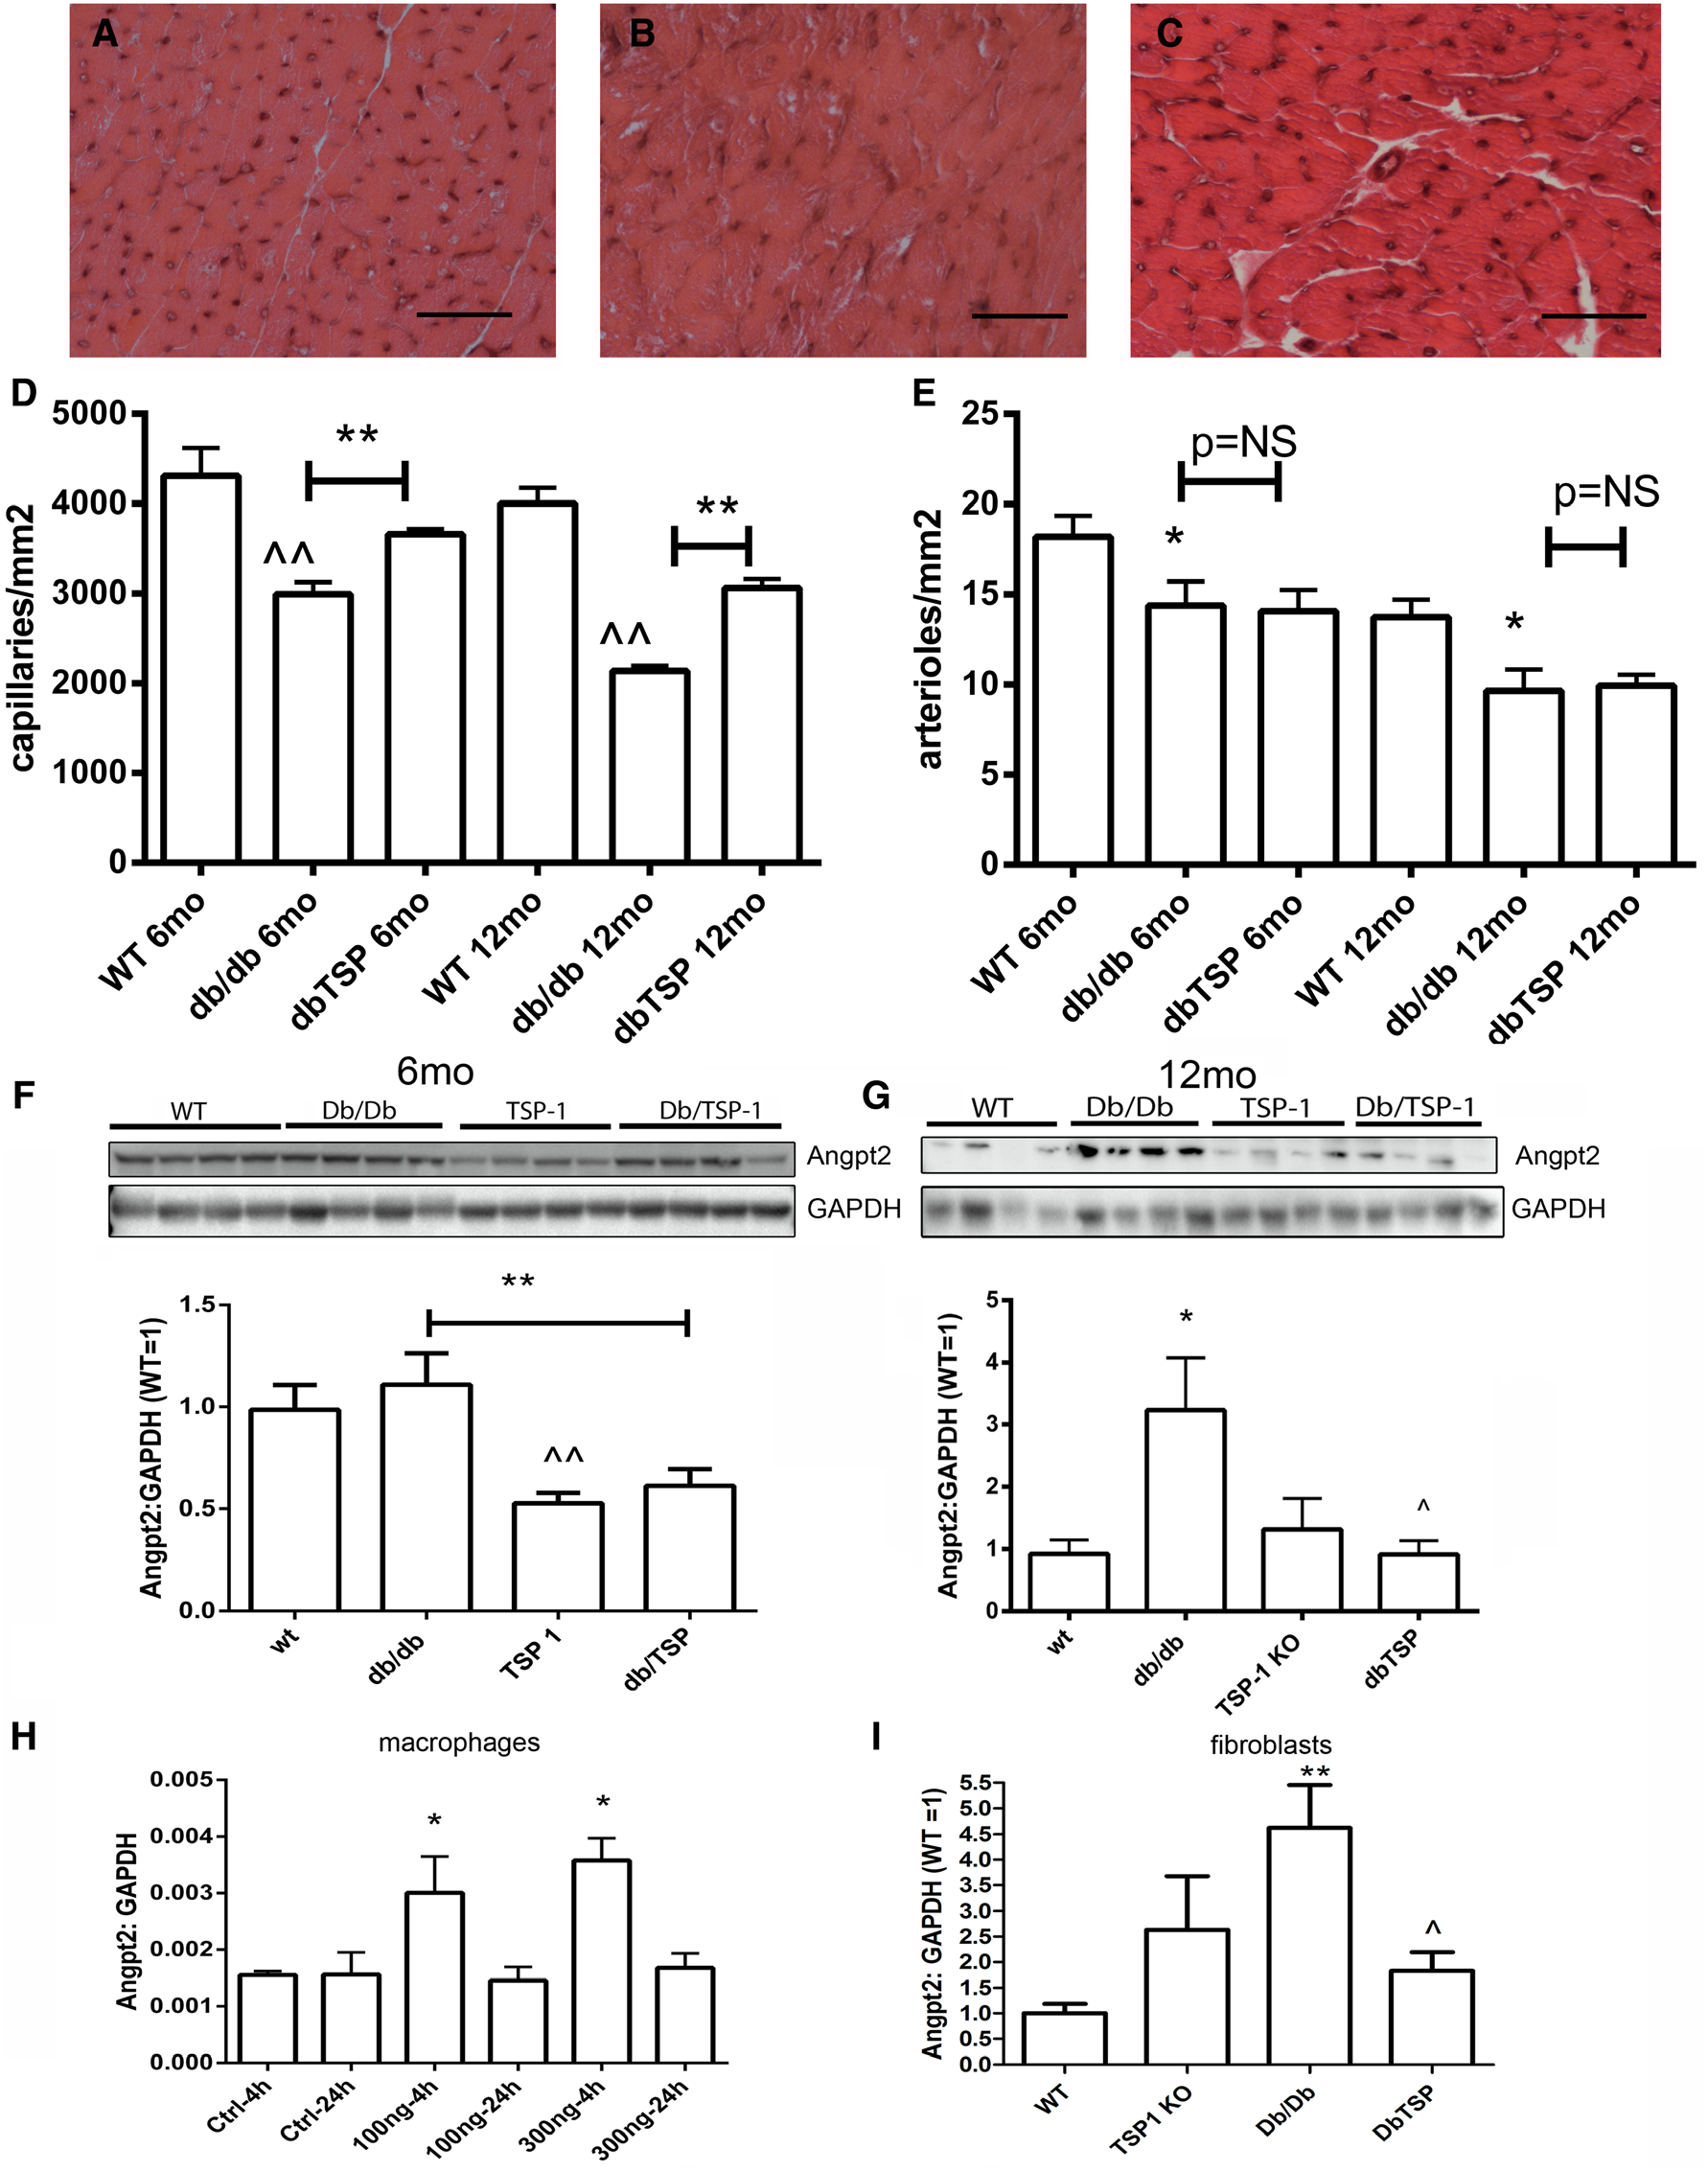 A
B
C
D
5000
4000
3000
2000
1000
0
capillaries/mm2
**
**
^^
^^
WT 6mo
db/db 6mo
dbTSP 6mo
WT 12mo
db/db 12mo
dbTSP 12mo
E
25
20
15
10
5
0
arterioles/mm2
p=NS
p=NS
*
*
WT 6mo
db/db 6mo
dbTSP 6mo
WT 12mo
db/db 12mo
dbTSP 12mo
F
6mo
WT Db/Db TSP-1 Db/TSP-1
Angpt2
GAPDH
**
1.5
1.0
0.5
0.0
Angpt2:GAPDH (WT=1)
^^
wt
db/db
TSP 1
db/TSP
G
12mo
WT Db/Db TSP-1 Db/TSP-1
Angpt2
GAPDH
5
4
3
2
1
0
Angpt2:GAPDH (WT=1)
*
^
wt
db/db
TSP-1 KO
dbTSP
H
macrophages
0.005
0.004
0.003
0.002
0.001
0.000
Angpt2: GAPDH
*
*
Ctrl-4h
Ctrl-24h
100ng-4h
100ng-24h
300ng-4h
300ng-24h
I
fibroblasts
**
5.5
5.0
4.5
4.0
3.5
3.0
2.5
2.0
1.5
1.0
0.5
0.0
Angpt2: GAPDH (WT =1)
^
WT
TSP1 KO
Db/Db
DbTSP